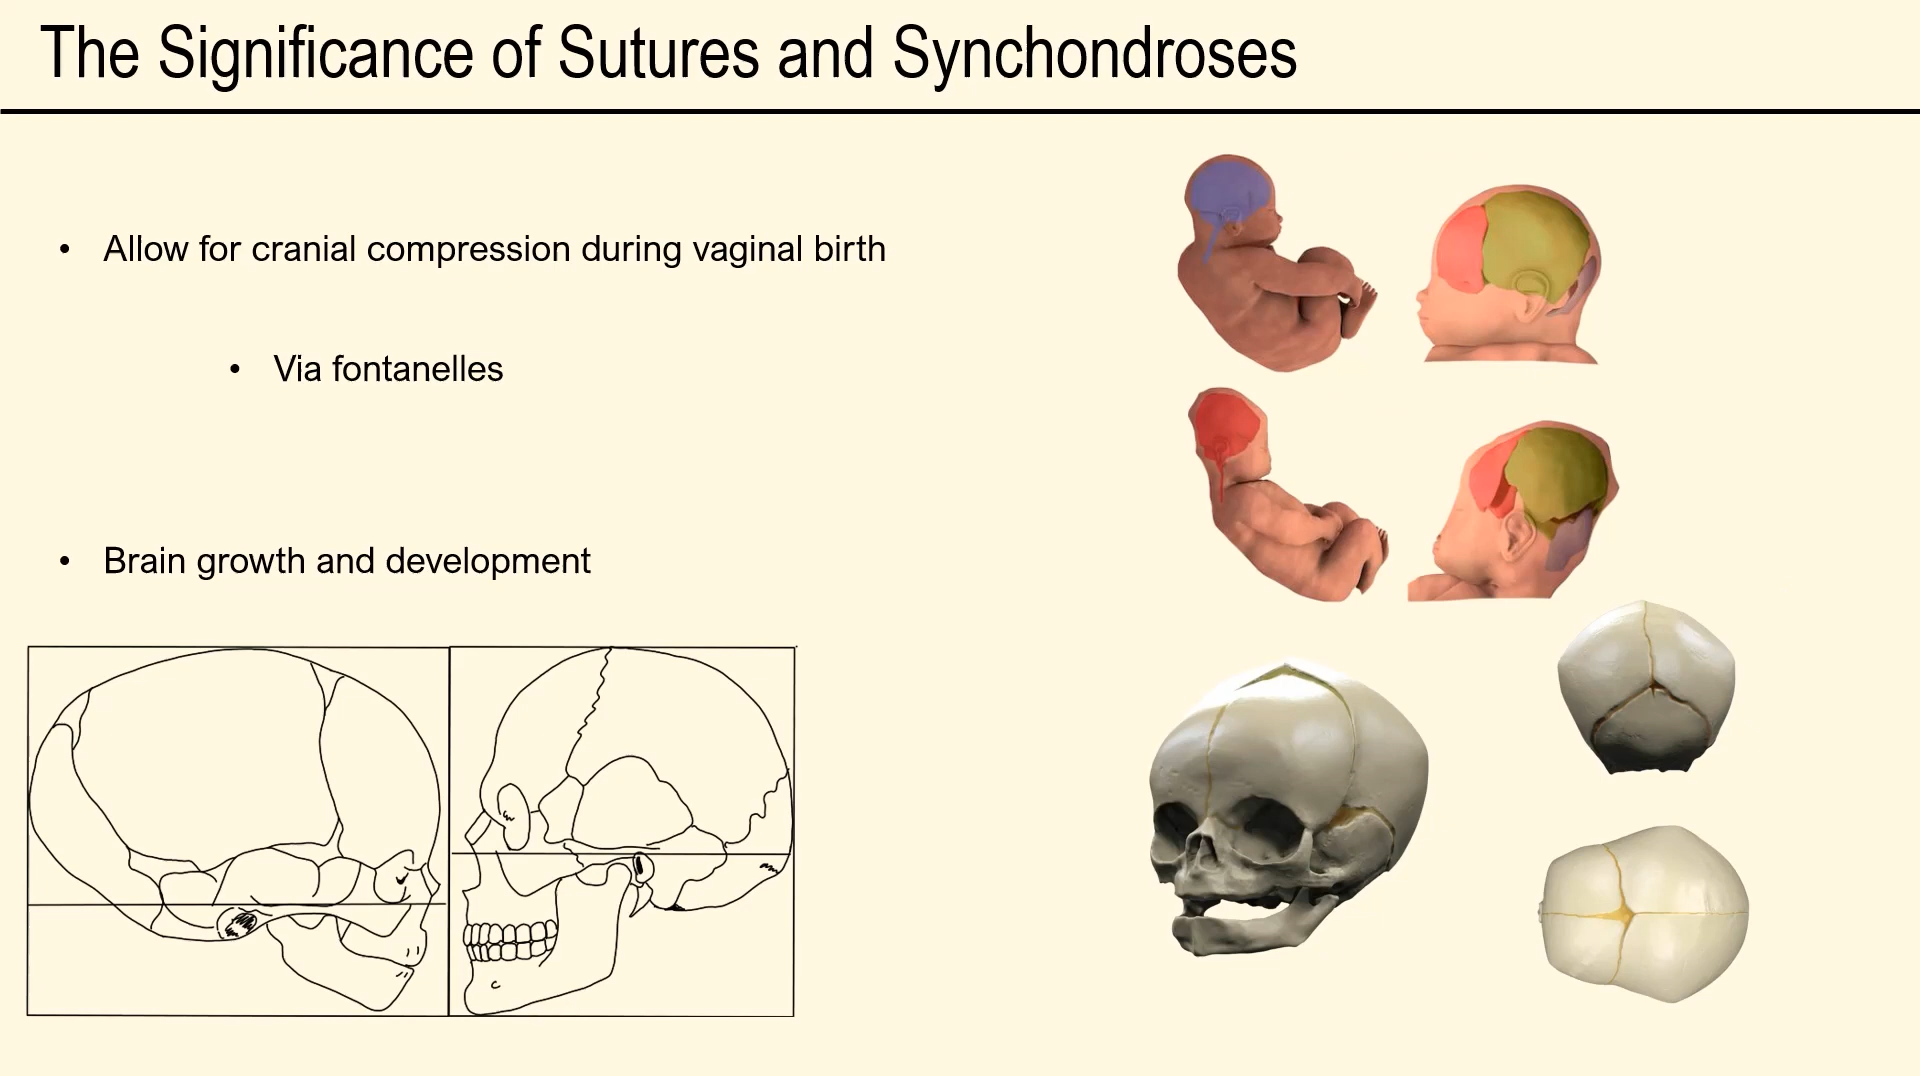 The Significance of Sutures and Synchondroses
• Allow for cranial compression during vaginal birth
• Via fontanelles
• Brain growth and development